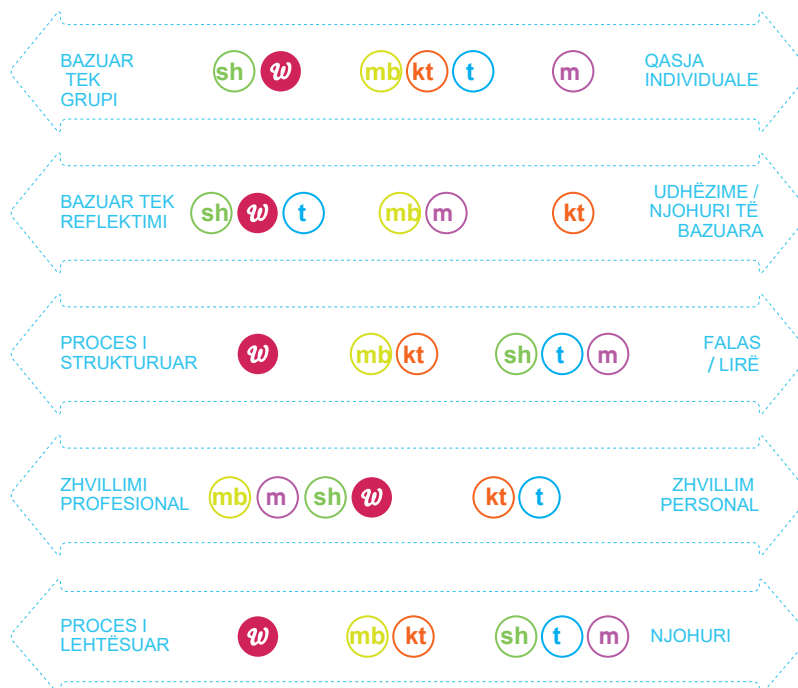 BAZUAR
TEK
GRUPI
sh w mb kt t m
QASJA
INDIVIDUALE
BAZUAR TEK
REFLEKTIMI
sh w t mb m kt
UDHËZIME /
NJOHURI TË
BAZUARA
PROCES I
STRUKTURUAR
w mb kt sh t m
FALAS
/ LIRË
ZHVILLIMI
PROFESIONAL
mb m sh w kt t
ZHVILLIM
PERSONAL
PROCES I
LEHTËSUAR
w mb kt sh t m
NJOHURI